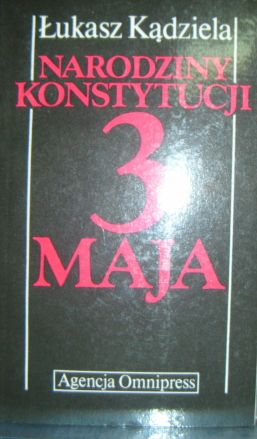 Łukasz Kądziela
NARODZINY
KONSTYTUCJI
3
MAJA
Agencja Omnipress